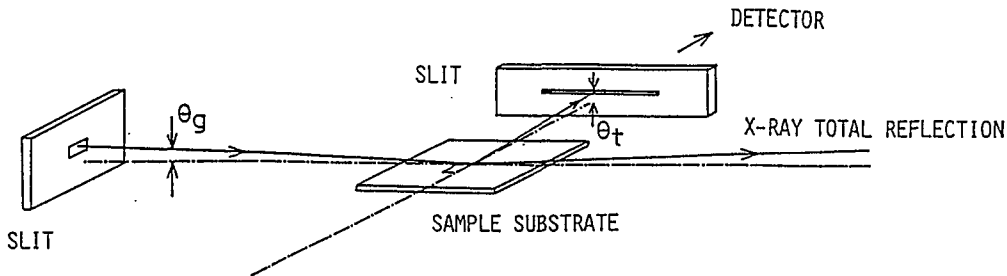 DETECTOR
SLIT
θg
θt
X-RAY TOTAL REFLECTION
SAMPLE SUBSTRATE
SLIT